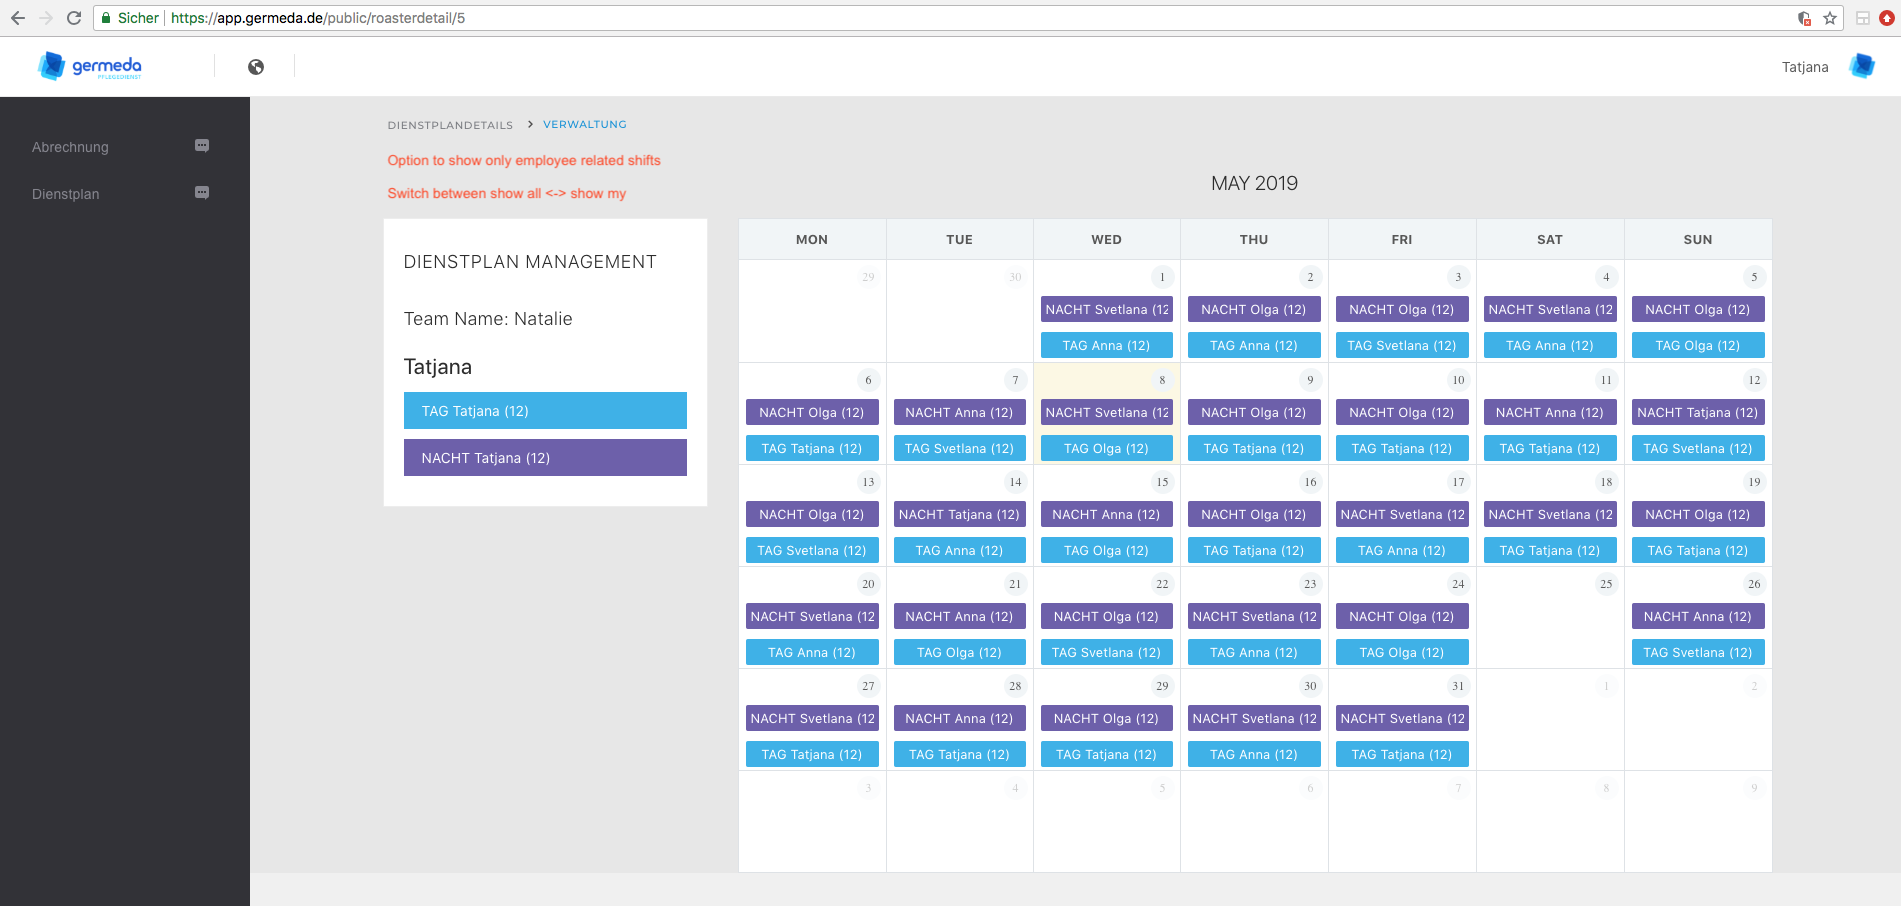 Sicher https://app.germeda.de/public/roasterdetail/5
germeda
PFLEGEDIENST
Tatjana
Abrechnung
Dienstplan
DIENSTPLANDETAILS > VERWALTUNG
Option to show only employee related shifts
Switch between show all <-> show my
DIENSTPLAN MANAGEMENT
Team Name: Natalie
Tatjana
TAG Tatjana (12)
NACHT Tatjana (12)
MAY 2019
MON TUE WED THU FRI SAT SUN
29 30 1 2 3 4 5
NACHT Svetlana (12 NACHT Olga (12) NACHT Olga (12) NACHT Svetlana (12 NACHT Olga (12)
TAG Anna (12) TAG Anna (12) TAG Svetlana (12) TAG Anna (12) TAG Olga (12)
6 7 8 9 10 11 12
NACHT Olga (12) NACHT Anna (12) NACHT Svetlana (12 NACHT Olga (12) NACHT Olga (12) NACHT Anna (12) NACHT Tatjana (12)
TAG Tatjana (12) TAG Svetlana (12) TAG Olga (12) TAG Tatjana (12) TAG Tatjana (12) TAG Tatjana (12) TAG Svetlana (12)
13 14 15 16 17 18 19
NACHT Olga (12) NACHT Tatjana (12) NACHT Anna (12) NACHT Olga (12) NACHT Svetlana (12 NACHT Svetlana (12 NACHT Olga (12)
TAG Svetlana (12) TAG Anna (12) TAG Olga (12) TAG Tatjana (12) TAG Anna (12) TAG Tatjana (12) TAG Tatjana (12)
20 21 22 23 24 25 26
NACHT Svetlana (12 NACHT Anna (12) NACHT Olga (12) NACHT Svetlana (12 NACHT Olga (12) NACHT Anna (12)
TAG Anna (12) TAG Olga (12) TAG Svetlana (12) TAG Anna (12) TAG Olga (12) TAG Svetlana (12)
27 28 29 30 31 1 2
NACHT Svetlana (12 NACHT Anna (12) NACHT Olga (12) NACHT Svetlana (12 NACHT Svetlana (12
TAG Tatjana (12) TAG Tatjana (12) TAG Tatjana (12) TAG Anna (12) TAG Tatjana (12)
3 4 5 6 7 8 9